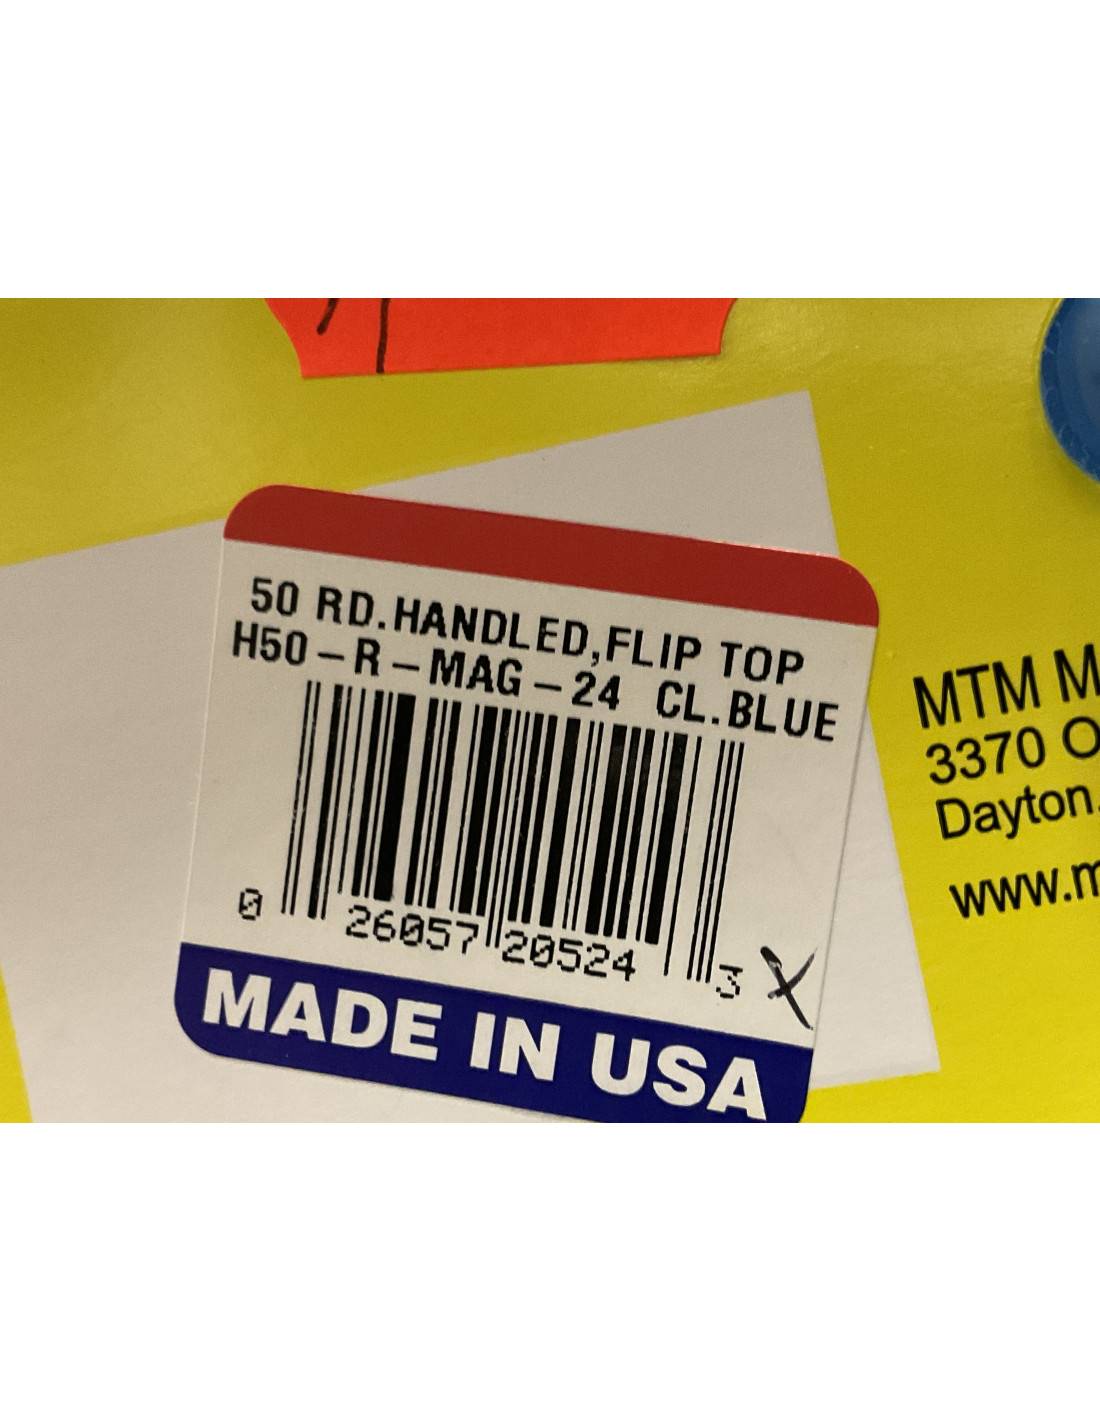 50 RD.HANDLED,FLIP TOP
H50-R-MAG-24 CL.BLUE
0 26057 20524 3 X
MADE IN USA
MTM
3370
Dayton,